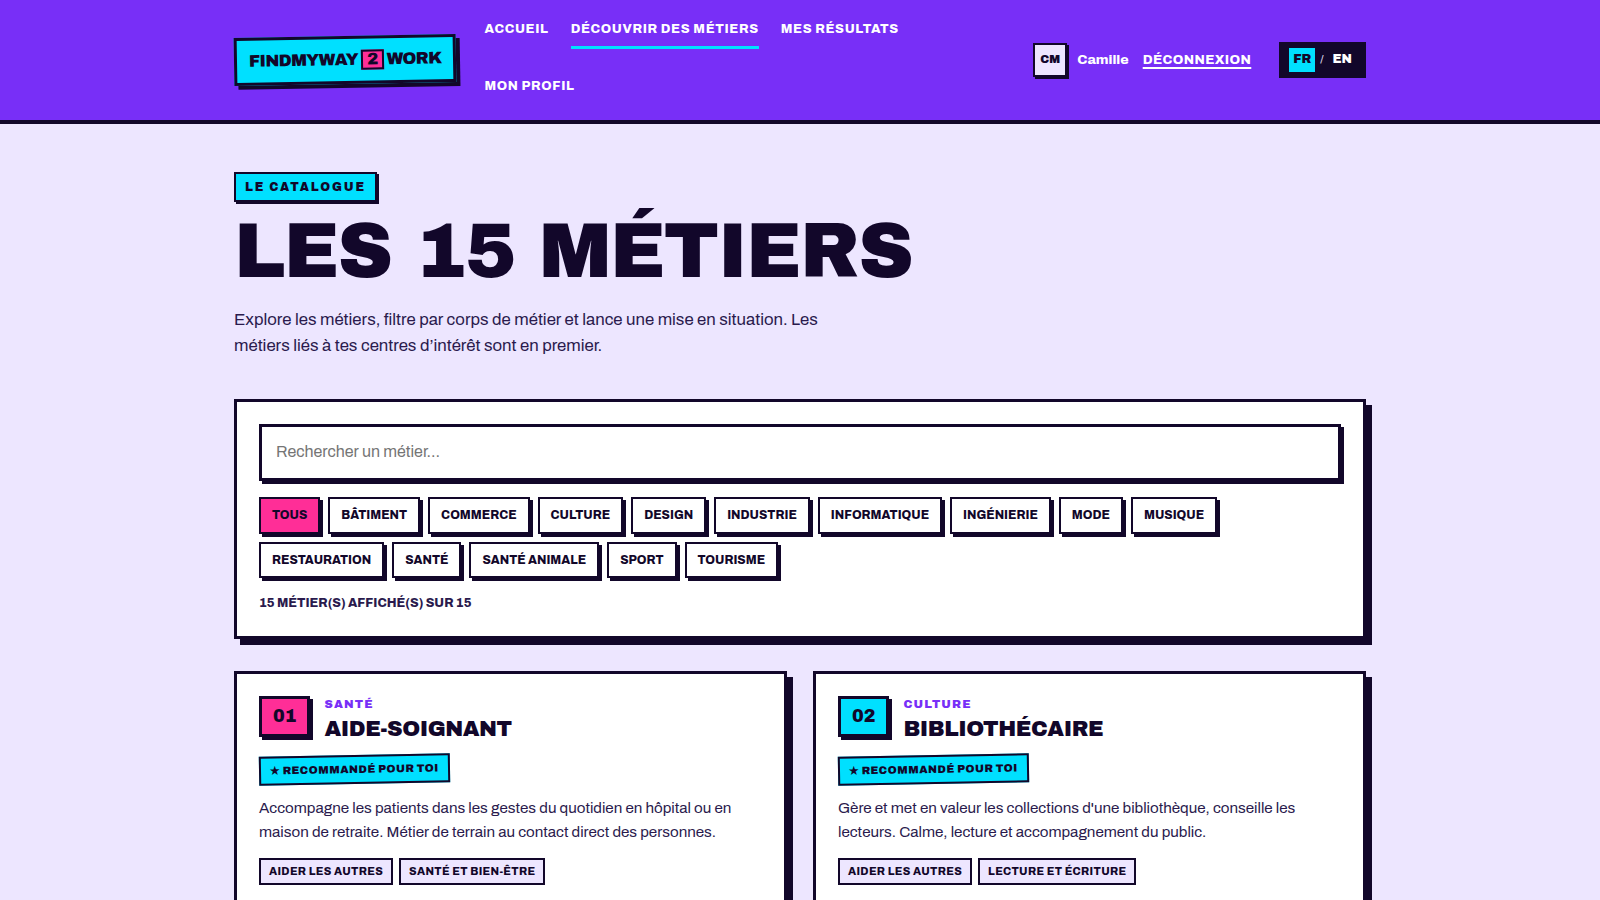 FINDMYWAY 2 WORK
ACCUEIL DÉCOUVRIR DES MÉTIERS MES RÉSULTATS
MON PROFIL
CM Camille DÉCONNEXION FR / EN
LE CATALOGUE
LES 15 MÉTIERS
Explore les métiers, filtre par corps de métier et lance une mise en situation. Les
métiers liés à tes centres d’intérêt sont en premier.
Rechercher un métier...
TOUS BÂTIMENT COMMERCE CULTURE DESIGN INDUSTRIE INFORMATIQUE INGÉNIERIE MODE MUSIQUE
RESTAURATION SANTÉ SANTÉ ANIMALE SPORT TOURISME
15 MÉTIER(S) AFFICHÉ(S) SUR 15
01 SANTÉ
AIDE-SOIGNANT
★ RECOMMANDÉ POUR TOI
Accompagne les patients dans les gestes du quotidien en hôpital ou en
maison de retraite. Métier de terrain au contact direct des personnes.
AIDER LES AUTRES SANTÉ ET BIEN-ÊTRE
02 CULTURE
BIBLIOTHÉCAIRE
★ RECOMMANDÉ POUR TOI
Gère et met en valeur les collections d'une bibliothèque, conseille les
lecteurs. Calme, lecture et accompagnement du public.
AIDER LES AUTRES LECTURE ET ÉCRITURE